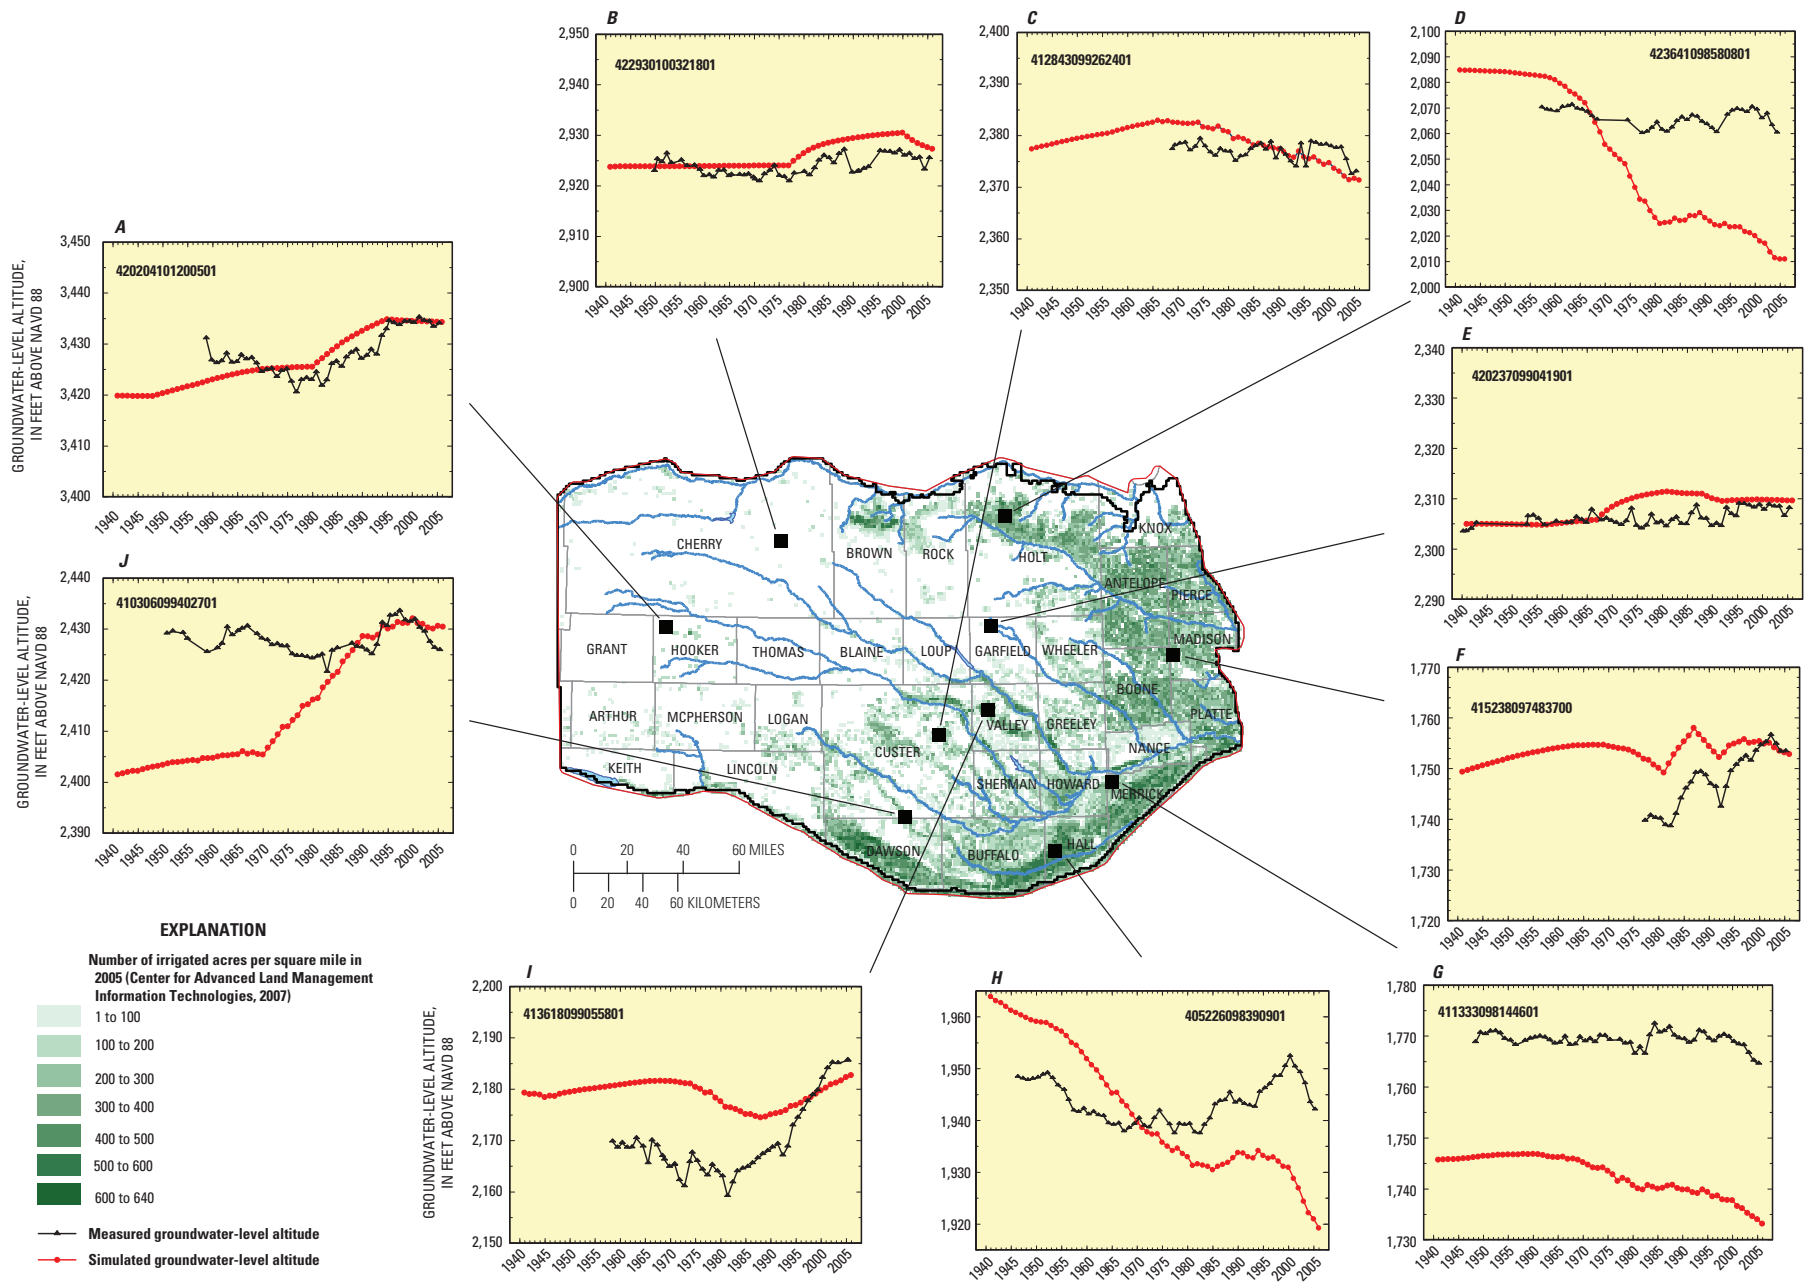 B
2,950
2,940
2,930
2,920
2,910
2,900
422930100321801
1940 1945 1950 1955 1960 1965 1970 1975 1980 1985 1990 1995 2000 2005
C
2,400
2,390
2,380
2,370
2,360
2,350
412843099262401
1940 1945 1950 1955 1960 1965 1970 1975 1980 1985 1990 1995 2000 2005
D
2,100
2,090
2,080
2,070
2,060
2,050
2,040
2,030
2,020
2,010
2,000
423641098580801
1940 1945 1950 1955 1960 1965 1970 1975 1980 1985 1990 1995 2000 2005
A
GROUNDWATER-LEVEL ALTITUDE,
IN FEET ABOVE NAVD 88
3,450
3,440
3,430
3,420
3,410
3,400
420204101200501
1940 1945 1950 1955 1960 1965 1970 1975 1980 1985 1990 1995 2000 2005
E
2,340
2,330
2,320
2,310
2,300
2,290
420237099041901
1940 1945 1950 1955 1960 1965 1970 1975 1980 1985 1990 1995 2000 2005
J
GROUNDWATER-LEVEL ALTITUDE,
IN FEET ABOVE NAVD 88
2,440
2,430
2,420
2,410
2,400
2,390
410306099402701
1940 1945 1950 1955 1960 1965 1970 1975 1980 1985 1990 1995 2000 2005
CHERRY
BROWN
ROCK
HOLT
KNOX
ANTELOPE
PIERCE
GRANT
HOOKER
THOMAS
BLAINE
LOUP
GARFIELD
WHEELER
MADISON
BOONE
PLATTE
ARTHUR
MCPHERSON
LOGAN
CUSTER
VALLEY
GREELEY
NANCE
KEITH
LINCOLN
SHERMAN
HOWARD
MERRICK
DAWSON
BUFFALO
HALL
0 20 40 60 MILES
0 20 40 60 KILOMETERS
F
1,770
1,760
1,750
1,740
1,730
1,720
415238097483700
1940 1945 1950 1955 1960 1965 1970 1975 1980 1985 1990 1995 2000 2005
EXPLANATION
Number of irrigated acres per square mile in
2005 (Center for Advanced Land Management
Information Technologies, 2007)
1 to 100
100 to 200
200 to 300
300 to 400
400 to 500
500 to 600
600 to 640
Measured groundwater-level altitude
Simulated groundwater-level altitude
I
GROUNDWATER-LEVEL ALTITUDE,
IN FEET ABOVE NAVD 88
2,200
2,190
2,180
2,170
2,160
2,150
413618099055801
1940 1945 1950 1955 1960 1965 1970 1975 1980 1985 1990 1995 2000 2005
H
1,960
1,950
1,940
1,930
1,920
405226098390901
1940 1945 1950 1955 1960 1965 1970 1975 1980 1985 1990 1995 2000 2005
G
1,780
1,770
1,760
1,750
1,740
1,730
411333098144601
1940 1945 1950 1955 1960 1965 1970 1975 1980 1985 1990 1995 2000 2005